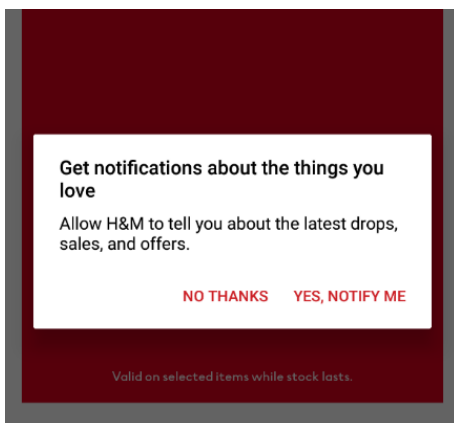 Get notifications about the things you
love
Allow H&M to tell you about the latest drops,
sales, and offers.
NO THANKS YES, NOTIFY ME
Valid on selected items while stock lasts.